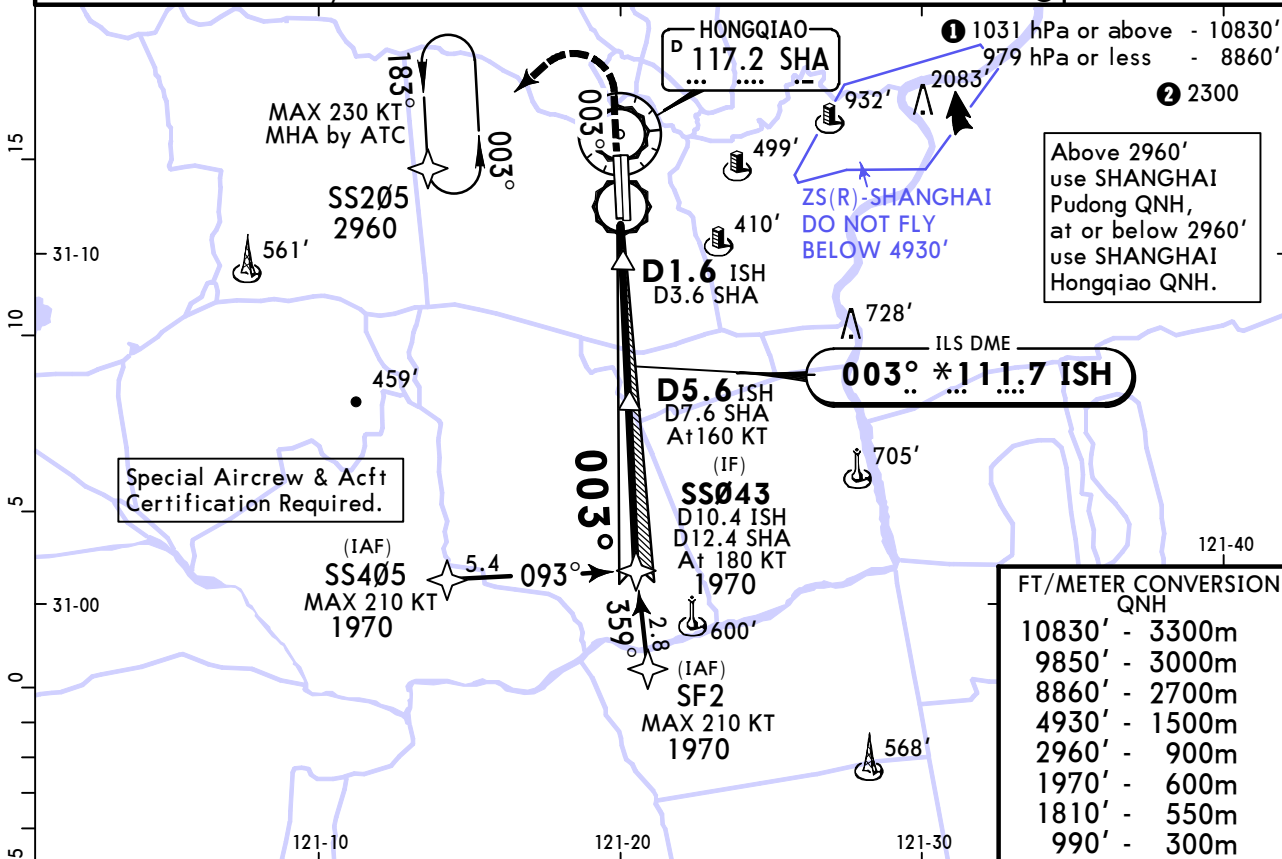 HONGQIAO
D 117.2 SHA
❶ 1031 hPa or above - 10830'
979 hPa or less - 8860'
❷ 2300
183°
003°
MAX 230 KT
MHA by ATC
SS2Ø5
2960
003°
932'
2083'
499'
410'
ZS(R)-SHANGHAI
DO NOT FLY
BELOW 4930'
Above 2960'
use SHANGHAI
Pudong QNH,
at or below 2960'
use SHANGHAI
Hongqiao QNH.
15
31-10
561'
D1.6 ISH
D3.6 SHA
10
728'
ILS DME
003° *111.7 ISH
459'
D5.6 ISH
D7.6 SHA
At 160 KT
Special Aircrew & Acft
Certification Required.
003°
(IF)
SSØ43
D10.4 ISH
D12.4 SHA
At 180 KT
1970
705'
5
(IAF)
SS4Ø5
MAX 210 KT
1970
5.4
093°
31-00
359°
2.8
600'
(IAF)
SF2
MAX 210 KT
1970
0
568'
121-40
FT/METER CONVERSION
QNH
10830' - 3300m
9850' - 3000m
8860' - 2700m
4930' - 1500m
2960' - 900m
1970' - 600m
1810' - 550m
990' - 300m
5
121-10
121-20
121-30